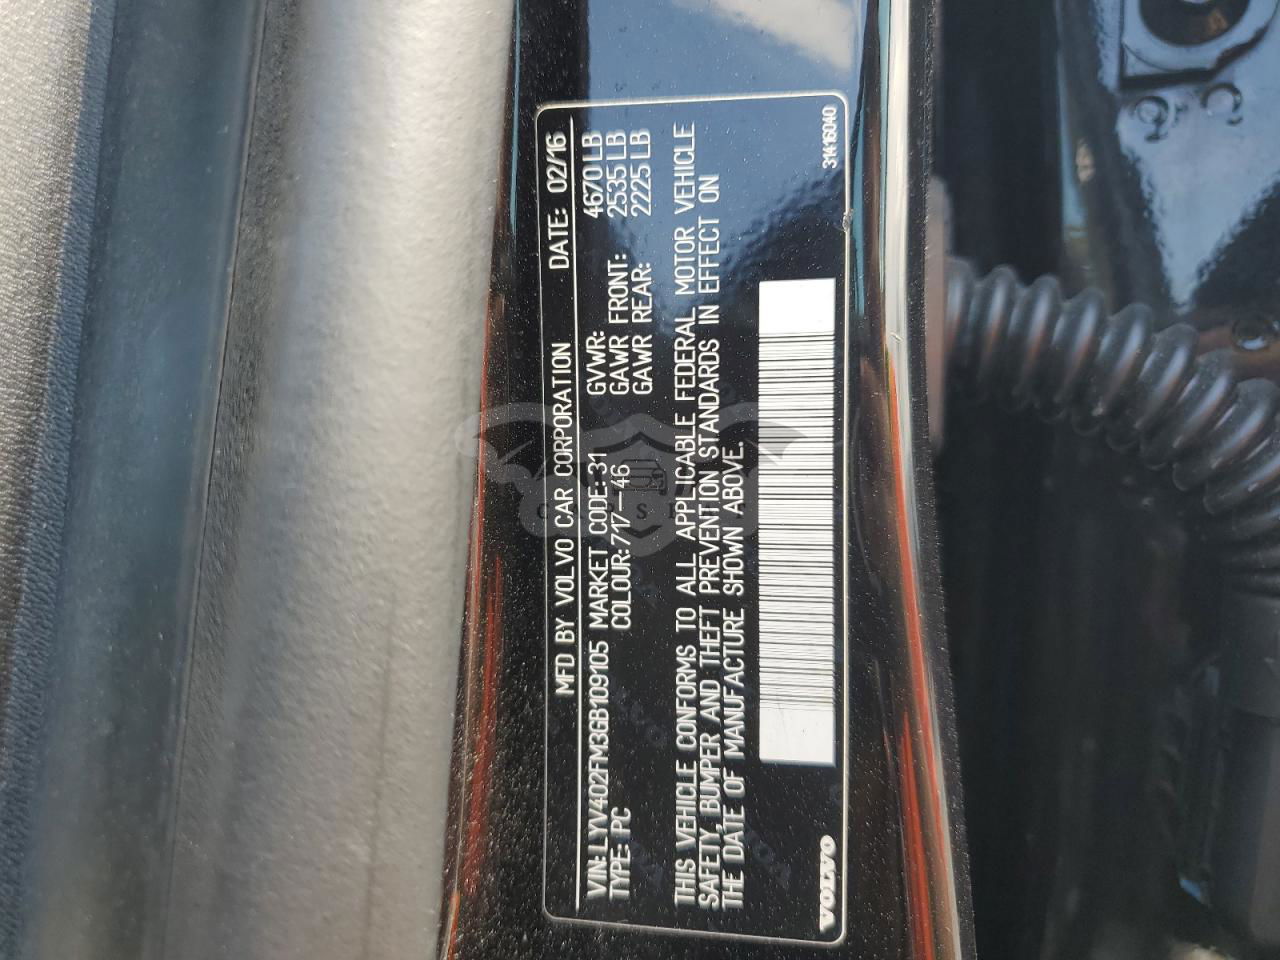 MFD BY VOLVO CAR CORPORATION DATE: 02/16
VIN: LYV402FM3GB109105 MARKET CODE: 31 GVWR: 4670 LB
TYPE: PC COLOUR: 717-46 GAWR FRONT: 2535 LB
GAWR REAR: 2225 LB
THIS VEHICLE CONFORMS TO ALL APPLICABLE FEDERAL MOTOR VEHICLE
SAFETY, BUMPER AND THEFT PREVENTION STANDARDS IN EFFECT ON
THE DATE OF MANUFACTURE SHOWN ABOVE.
VOLVO 31416040